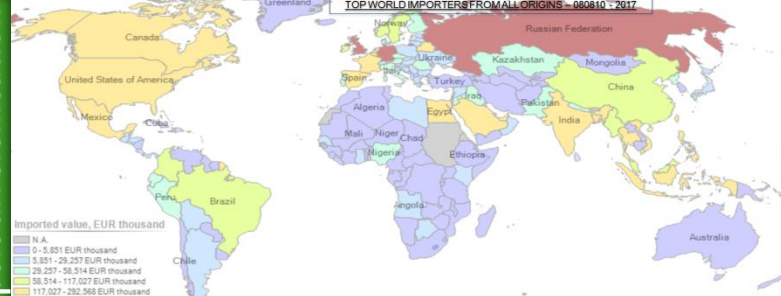 TOP WORLD IMPORTERS FROM ALL ORIGINS – 080810 - 2017
Greenland
Norway
Russian Federation
Canada
Ukraine
Kazakhstan
Mongolia
United States of America
Spain
Italy
Turkey
China
Iraq
Pakistan
Mexico
Cuba
Algeria
Egypt
India
Mali
Niger
Chad
Nigeria
Ethiopia
Peru
Brazil
Angola
Australia
Chile
Imported value, EUR thousand
N.A.
0 - 5,851 EUR thousand
5,851 - 29,257 EUR thousand
29,257 - 58,514 EUR thousand
58,514 - 117,027 EUR thousand
117,027 - 292,568 EUR thousand